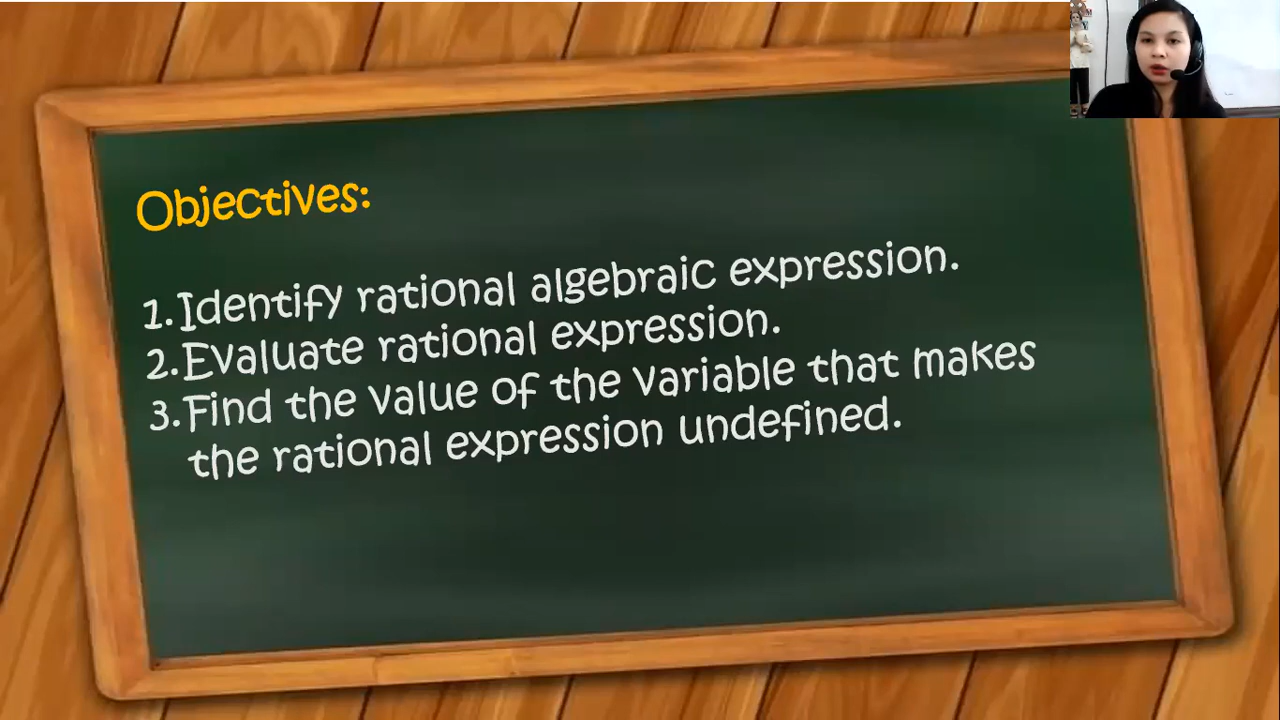 Objectives:
1. Identify rational algebraic expression.
2. Evaluate rational expression.
3. Find the value of the variable that makes
the rational expression undefined.